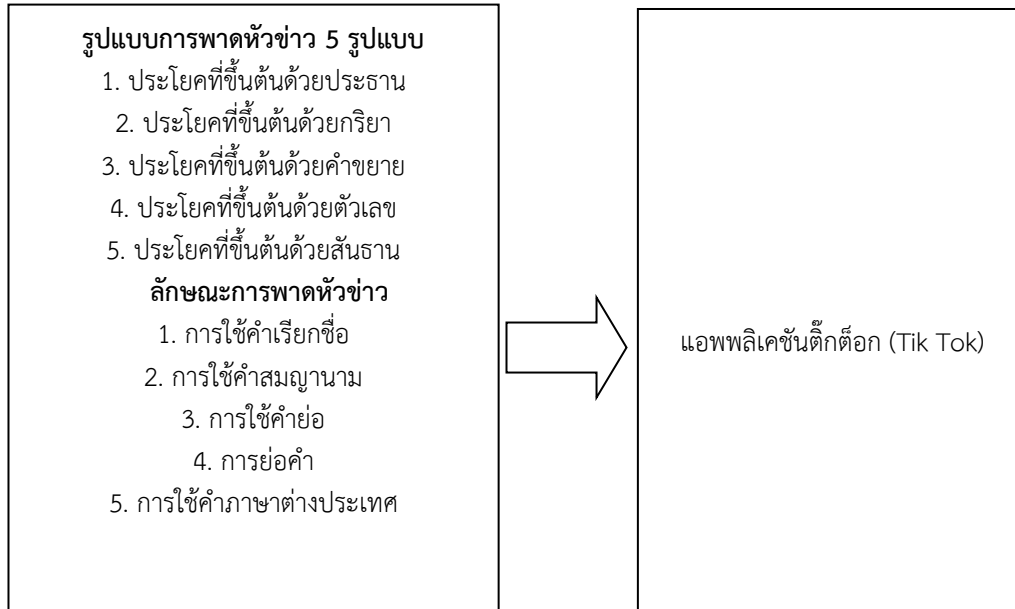 รูปแบบการพาดหัวข่าว 5 รูปแบบ
1. ประโยคที่ขึ้นต้นด้วยประธาน
2. ประโยคที่ขึ้นต้นด้วยกริยา
3. ประโยคที่ขึ้นต้นด้วยคำขยาย
4. ประโยคที่ขึ้นต้นด้วยตัวเลข
5. ประโยคที่ขึ้นต้นด้วยสันธาน
ลักษณะการพาดหัวข่าว
1. การใช้คำเรียกชื่อ
2. การใช้คำสมญานาม
3. การใช้คำย่อ
4. การย่อคำ
5. การใช้คำภาษาต่างประเทศ
แอพพลิเคชันติ๊กต็อก (Tik Tok)